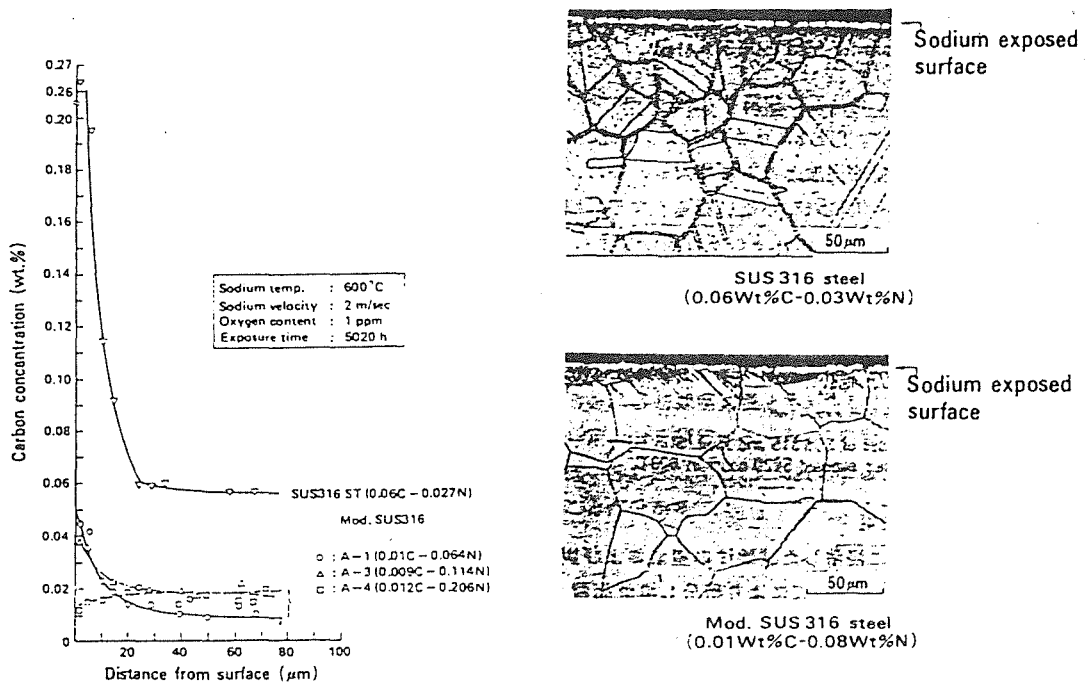 0.27
0.26
0.20
0.18
0.16
0.14
0.12
0.10
0.08
0.06
0.04
0.02
0
Carbon concentration (wt.%)
0 20 40 60 80 100
Distance from surface (μm)
Sodium temp. : 600°C
Sodium velocity : 2 m/sec
Oxygen content : 1 ppm
Exposure time : 5020 h
SUS316 ST (0.06C-0.027N)
Mod. SUS316
○ : A-1 (0.01C-0.064N)
△ : A-3 (0.009C-0.114N)
□ : A-4 (0.012C-0.206N)
Sodium exposed
surface
50 μm
SUS 316 steel
(0.06Wt%C-0.03Wt%N)
Sodium exposed
surface
50 μm
Mod. SUS 316 steel
(0.01Wt%C-0.08Wt%N)